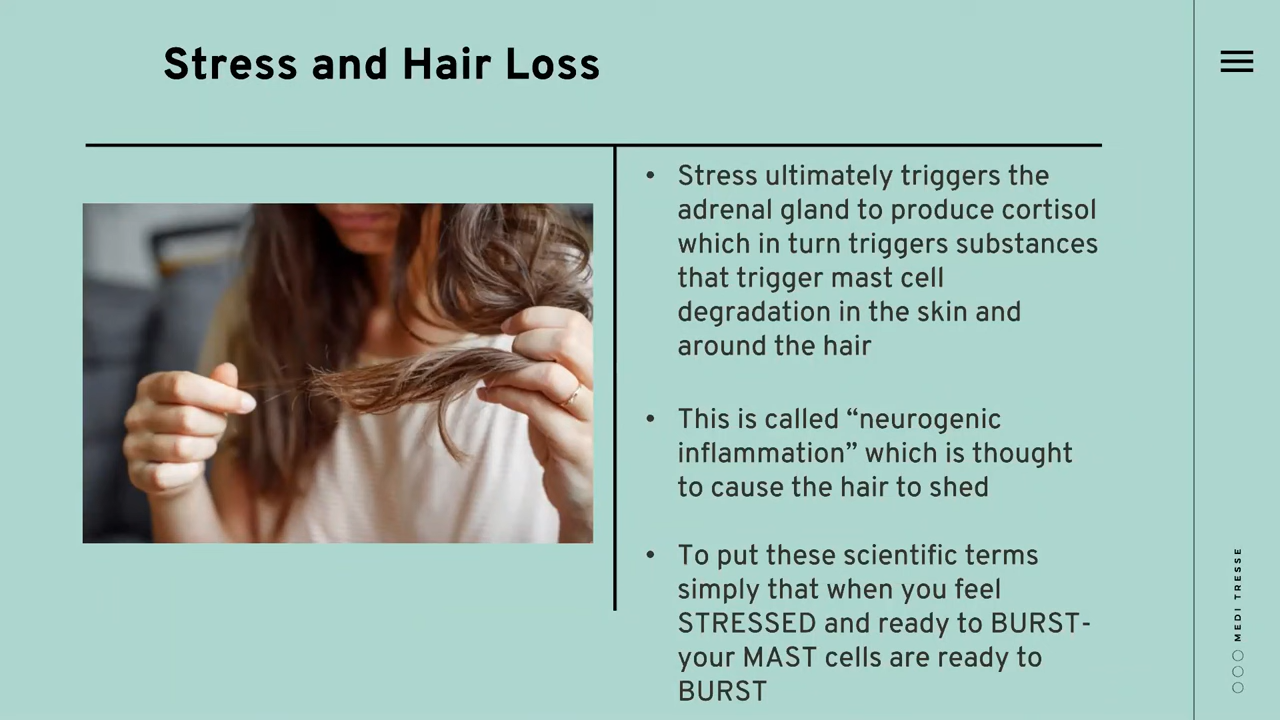 Stress and Hair Loss
• Stress ultimately triggers the
adrenal gland to produce cortisol
which in turn triggers substances
that trigger mast cell
degradation in the skin and
around the hair
• This is called “neurogenic
inflammation” which is thought
to cause the hair to shed
• To put these scientific terms
simply that when you feel
STRESSED and ready to BURST-
your MAST cells are ready to
BURST
MEDI TRESSE